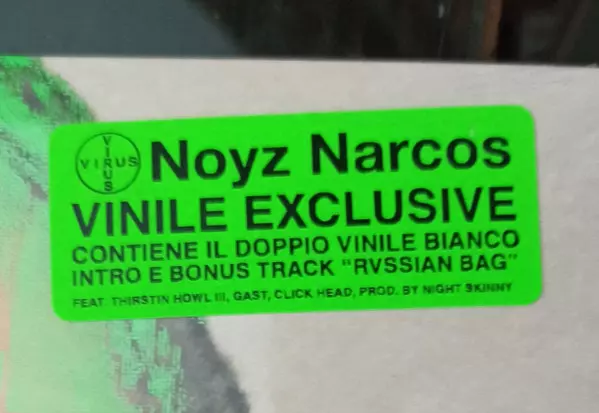 VIRUS
VIRUS
Noyz Narcos
VINILE EXCLUSIVE
CONTIENE IL DOPPIO VINILE BIANCO
INTRO E BONUS TRACK "RVSSIAN BAG"
FEAT. THIRSTIN HOWL III, GAST, CLICK HEAD, PROD. BY NIGHT SKINNY